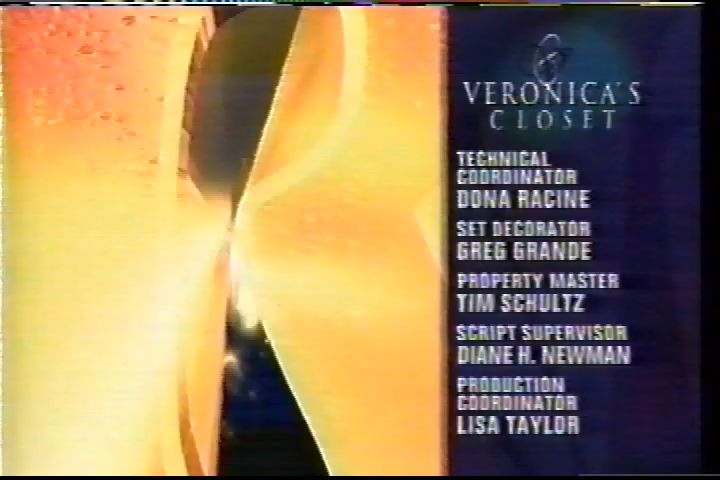 VERONICA'S
CLOSET
TECHNICAL
COORDINATOR
DONA RACINE
SET DECORATOR
GREG GRANDE
PROPERTY MASTER
TIM SCHULTZ
SCRIPT SUPERVISOR
DIANE H. NEWMAN
PRODUCTION
COORDINATOR
LISA TAYLOR